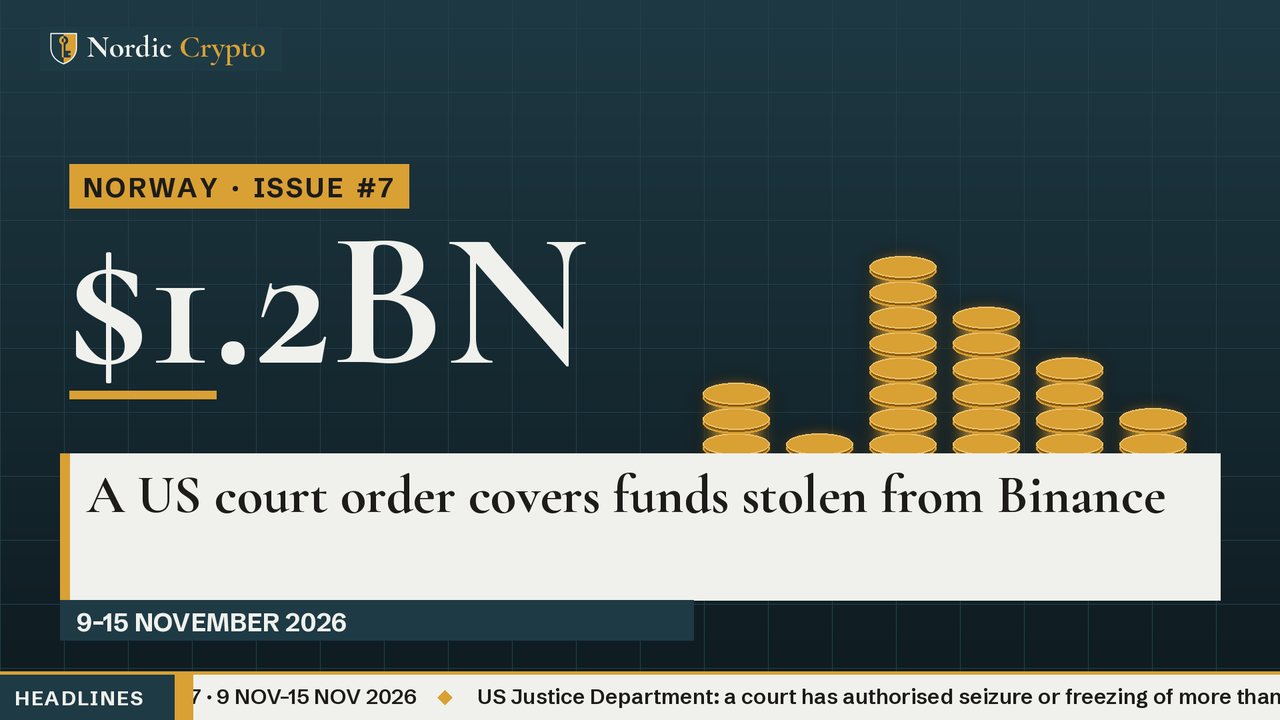 Nordic Crypto
NORWAY · ISSUE #7
$1.2BN
A US court order covers funds stolen from Binance
9–15 NOVEMBER 2026
HEADLINES
7 · 9 NOV–15 NOV 2026 ◆ US Justice Department: a court has authorised seizure or freezing of more than